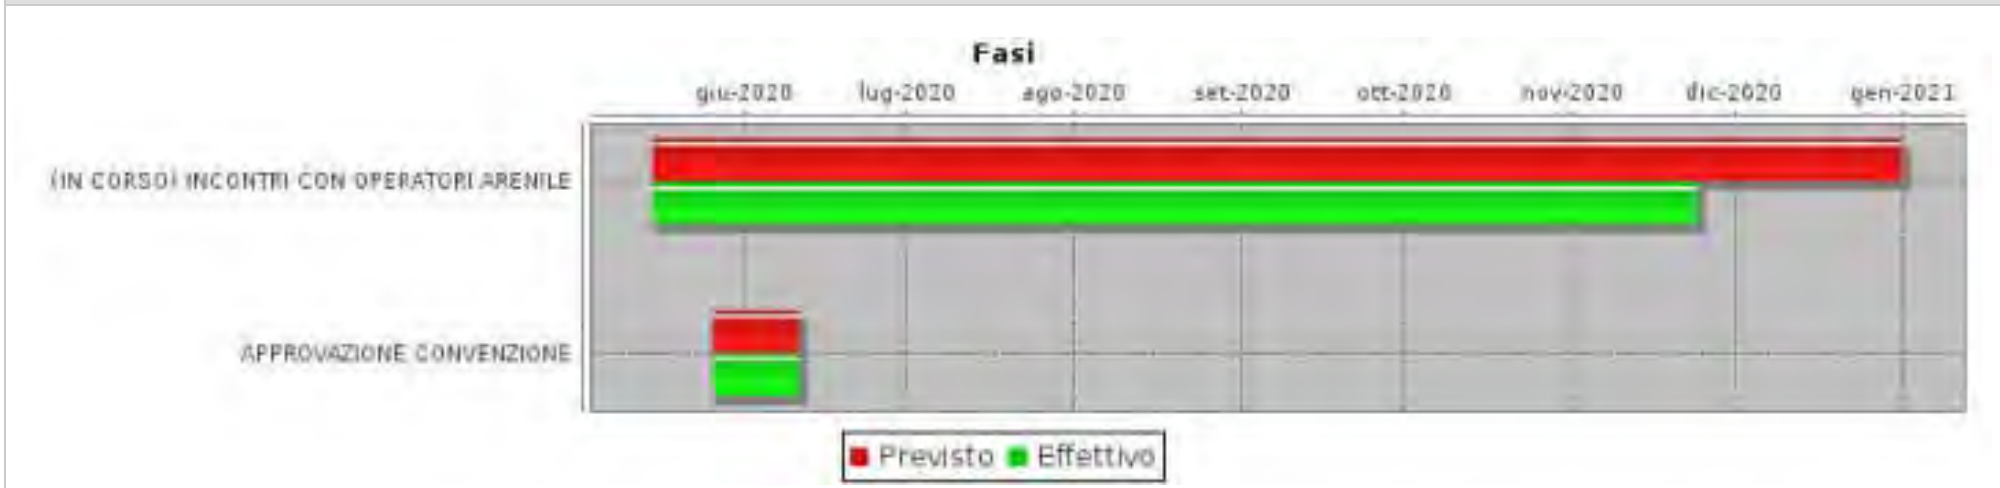 Fasi
giu-2020 lug-2020 ago-2020 set-2020 ott-2020 nov-2020 dic-2020 gen-2021
(IN CORSO) INCONTRI CON OPERATORI ARENILE
APPROVAZIONE CONVENZIONE
Previsto Effettivo